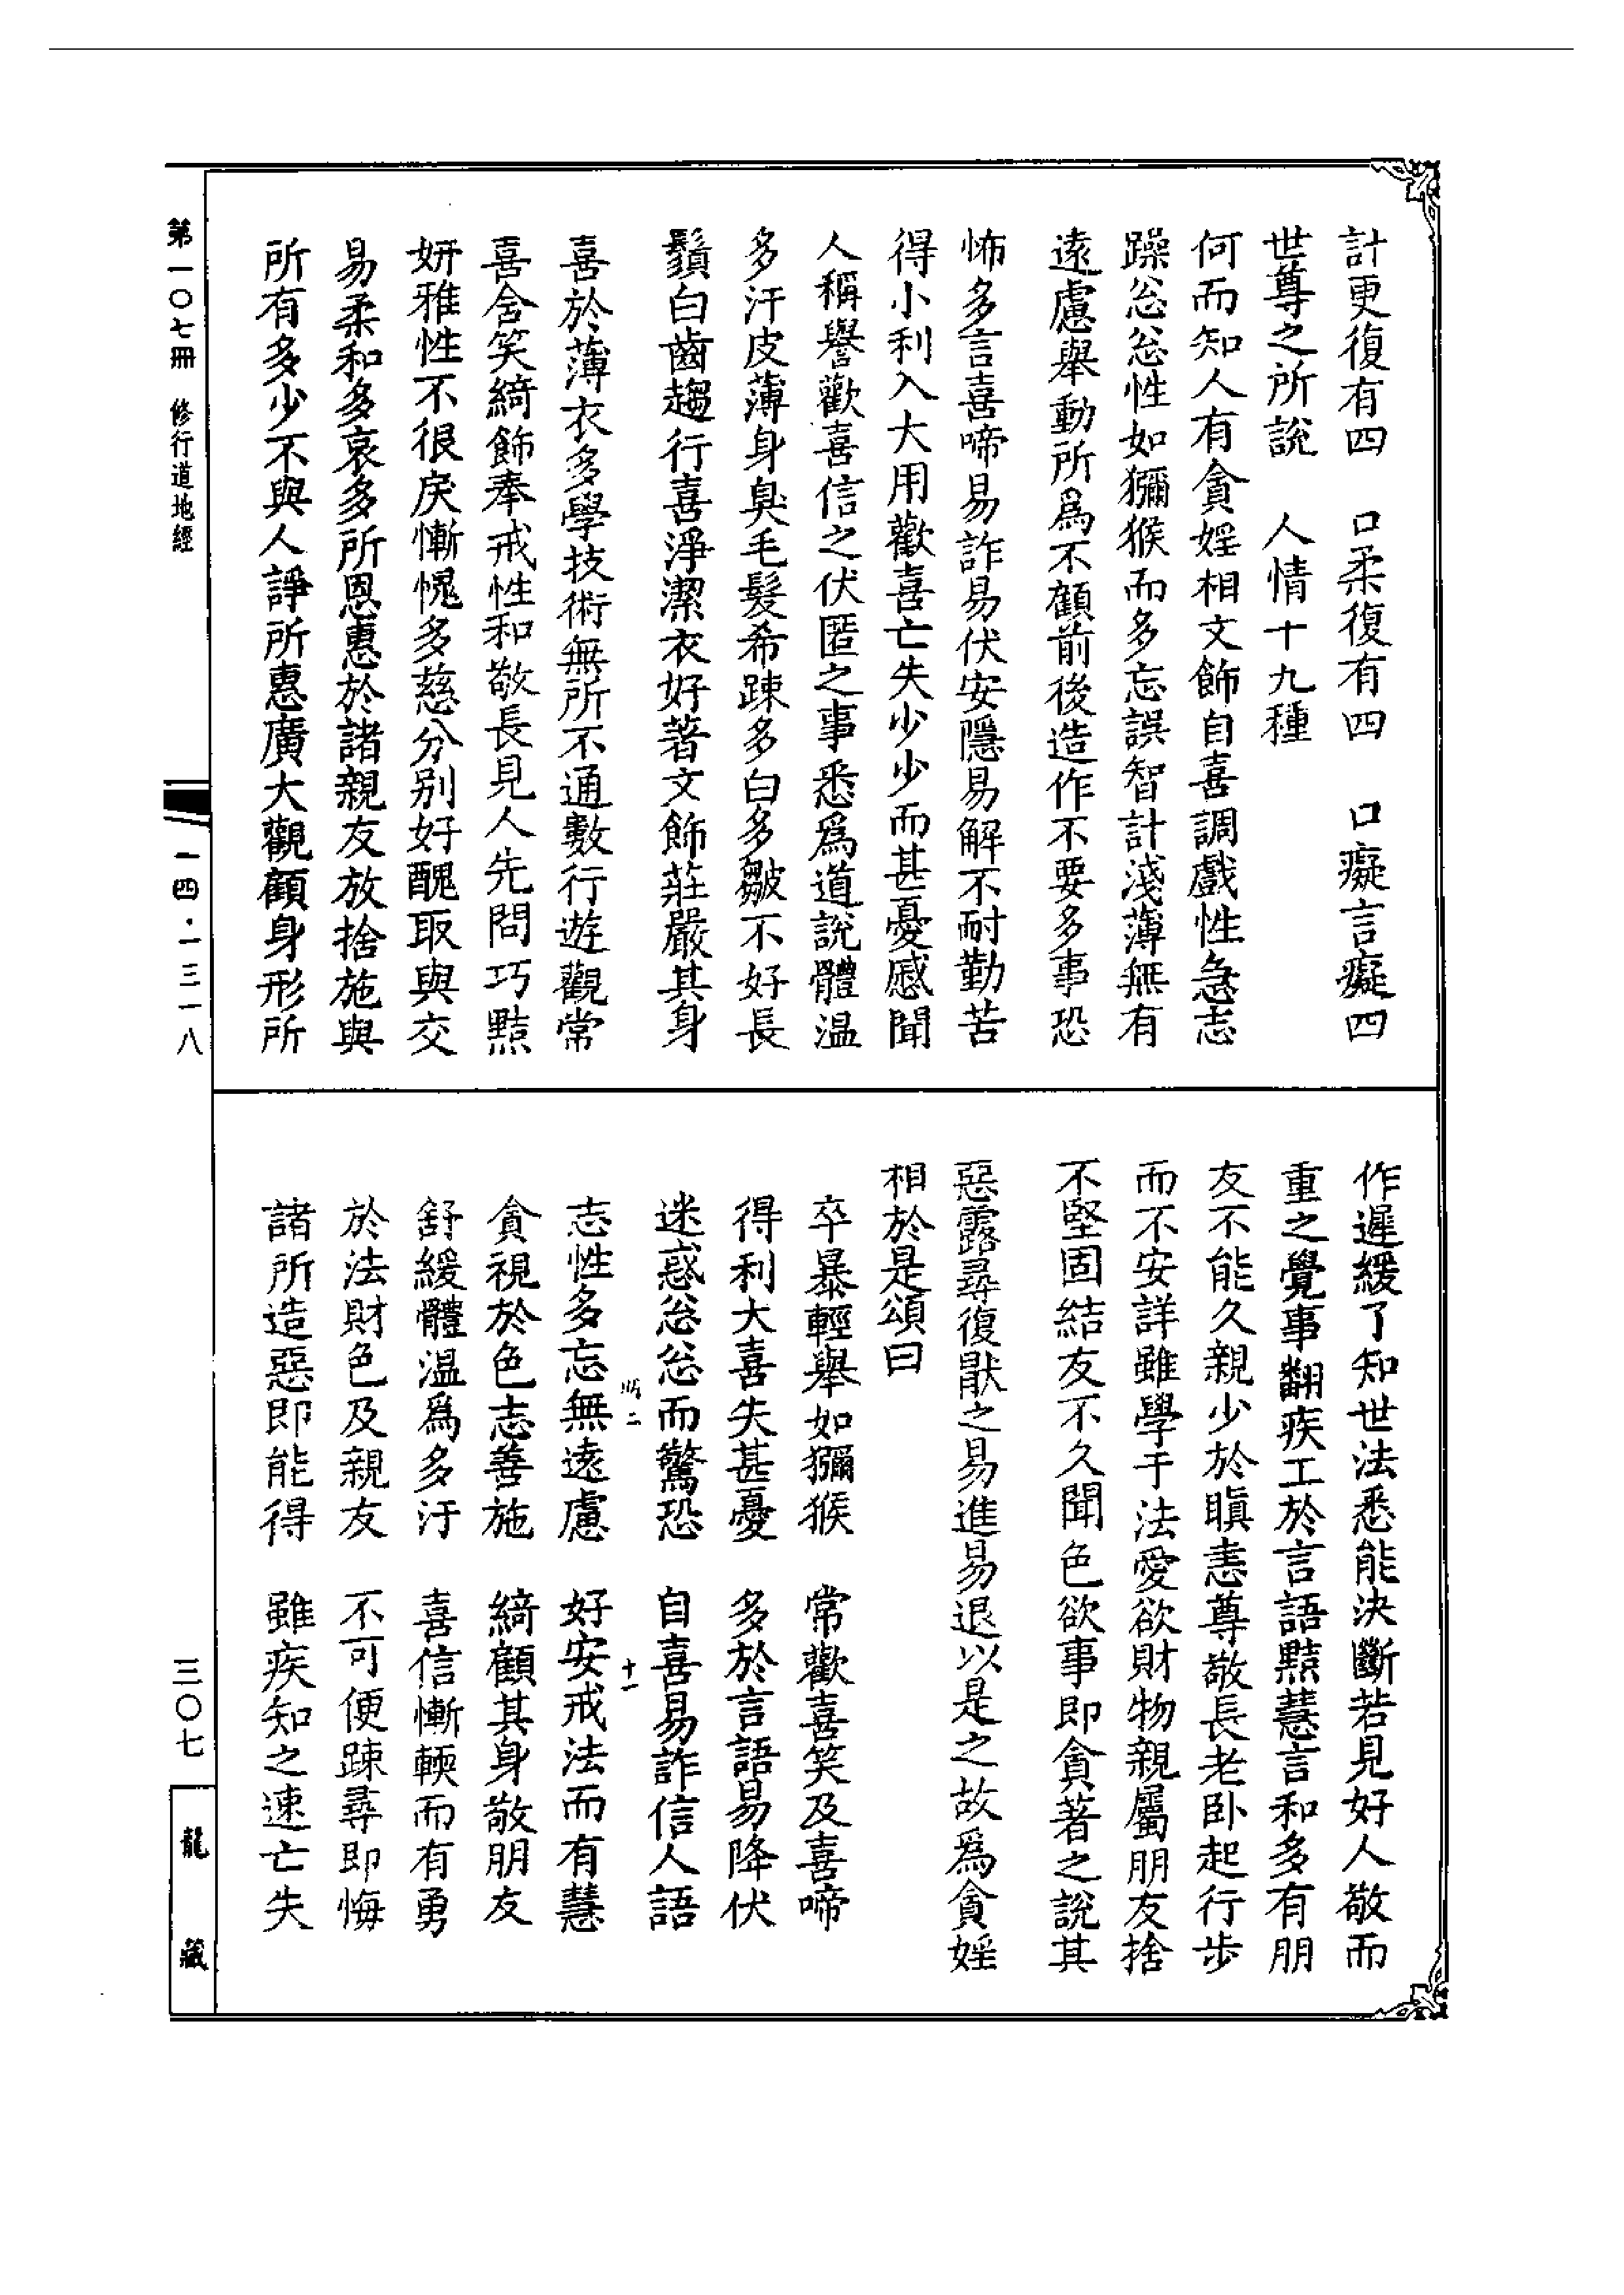 計更復有四　口柔復有四　口癡言癡四
世尊之所說　人情十九種
何而知人有貪婬相文飾自喜調戲性急志
躁忩忩性如獼猴而多忘誤智計淺薄無有
遠慮舉動所爲不顧前後造作不要多事恐
怖多言喜啼易詐易伏安隱易解不耐勤苦
得小利入大用歡喜亡失少少而甚憂慼聞
人稱譽歡喜信之伏匿之事悉爲道說體温
多汗皮薄身臭毛髮希踈多白多皺不好長
鬚白齒趨行喜淨潔衣好著文飾莊嚴其身
喜於薄衣多學技術無所不通數行遊觀常
喜含笑綺飾奉戒性和敬長見人先問巧黠
妍雅性不很戾慚愧多慈分别好醜取與交
易柔和多哀多所恩惠於諸親友放捨施與
所有多少不與人諍所惠廣大觀顧身形所
作遲緩了知世法悉能決斷若見好人敬而
重之覺事翻疾工於言語黠慧言和多有朋
友不能久親少於瞋恚尊敬長老卧起行步
而不安詳雖學于法愛欲財物親屬朋友捨
不堅固結友不久聞色欲事即貪著之說其
惡露尋復猒之易進易退以是之故爲貪婬
相於是頌曰
卒暴輕舉如獼猴　常歡喜笑及喜啼
得利大喜失甚憂　多於言語易降伏
迷惑忩忩而驚恐　自喜易詐信人語
志性多忘無遠慮　好安戒法而有慧
貪視於色志善施　綺顧其身敬朋友
舒緩體温爲多汗　喜信慚輭而有勇
於法財色及親友　不可便踈尋即悔
諸所造惡即能得　雖疾知之速亡失
二
十一
第一〇七冊　修行道地經
一四·一三一八
三〇七
龍藏